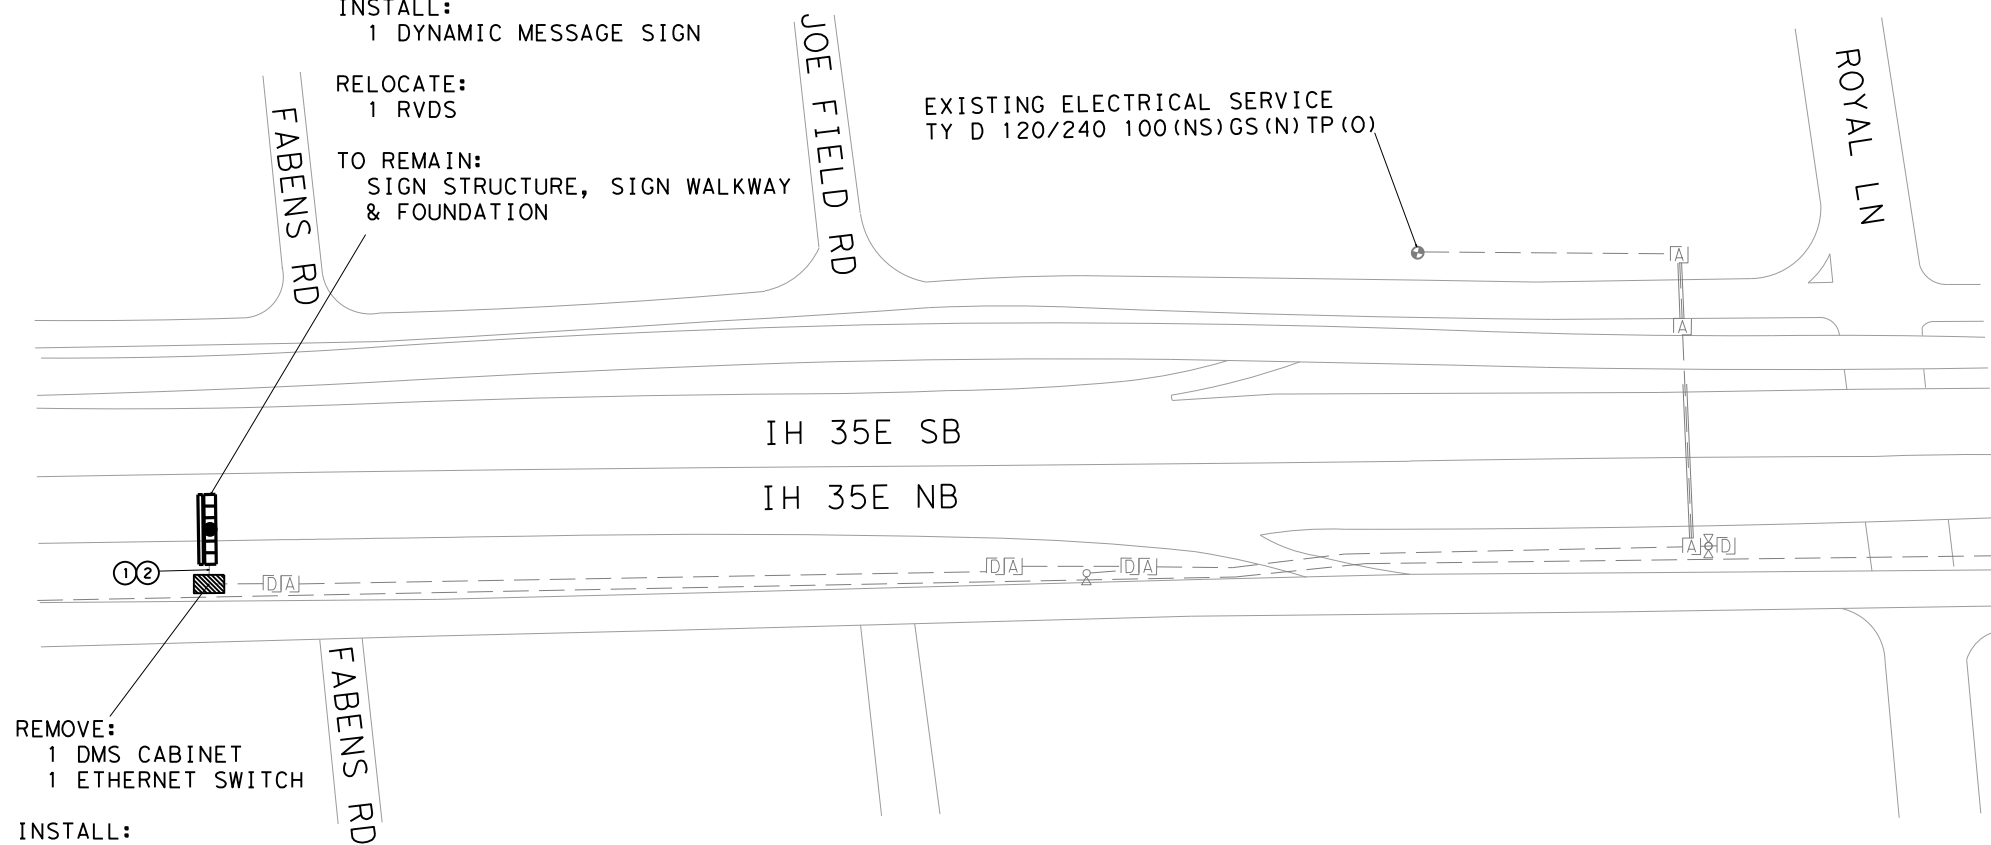 INSTALL:
1 DYNAMIC MESSAGE SIGN
RELOCATE:
1 RVDS
TO REMAIN:
SIGN STRUCTURE, SIGN WALKWAY
& FOUNDATION
FABENS RD
JOE FIELD RD
EXISTING ELECTRICAL SERVICE
TY D 120/240 100(NS)GS(N)TP(O)
ROYAL LN
A
A
IH 35E SB
IH 35E NB
A D
D A
D A
1 2
D A
FABENS RD
REMOVE:
1 DMS CABINET
1 ETHERNET SWITCH
INSTALL: